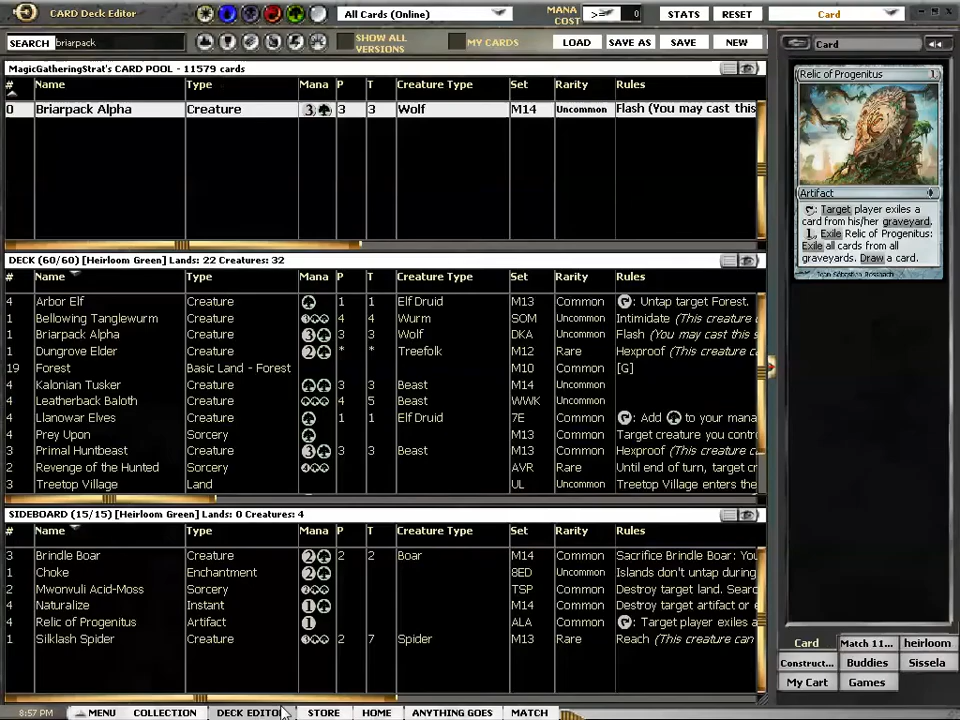 CARD Deck Editor
All Cards (Online)
MANA COST
>=
0
STATS
RESET
Card
SEARCH
briarpack
SHOW ALL VERSIONS
MY CARDS
LOAD
SAVE AS
SAVE
NEW
Card
MagicGatheringStrat's CARD POOL - 11579 cards
# Name Type Mana P T Creature Type Set Rarity Rules
0 Briarpack Alpha Creature 3 3 3 Wolf M14 Uncommon Flash (You may cast this
DECK (60/60) [Heirloom Green] Lands: 22 Creatures: 32
# Name Type Mana P T Creature Type Set Rarity Rules
4 Arbor Elf Creature 1 1 Elf Druid M13 Common : Untap target Forest.
1 Bellowing Tanglewurm Creature 3 4 4 Wurm SOM Uncommon Intimidate (This creature c
1 Briarpack Alpha Creature 3 3 3 Wolf DKA Uncommon Flash (You may cast this s
1 Dungrove Elder Creature 2 * * Treefolk M12 Rare Hexproof (This creature c
19 Forest Basic Land - Forest M10 Common [G]
4 Kalonian Tusker Creature 3 3 Beast M14 Uncommon
4 Leatherback Baloth Creature 4 5 Beast WWK Uncommon
4 Llanowar Elves Creature 1 1 Elf Druid 7E Common : Add to your mana
4 Prey Upon Sorcery M13 Common Target creature you contro
3 Primal Huntbeast Creature 3 3 3 Beast M13 Common Hexproof (This creature c
2 Revenge of the Hunted Sorcery 4 AVR Rare Until end of turn, target cr
3 Treetop Village Land UL Uncommon Treetop Village enters the
SIDEBOARD (15/15) [Heirloom Green] Lands: 0 Creatures: 4
# Name Type Mana P T Creature Type Set Rarity Rules
3 Brindle Boar Creature 2 2 2 Boar M14 Common Sacrifice Brindle Boar: You
1 Choke Enchantment 2 8ED Uncommon Islands don't untap during
2 Mwonvuli Acid-Moss Sorcery 2 TSP Common Destroy target land. Searc
4 Naturalize Instant 1 M14 Common Destroy target artifact or e
4 Relic of Progenitus Artifact 1 ALA Common : Target player exiles a
1 Silklash Spider Creature 3 2 7 Spider M13 Rare Reach (This creature can
Relic of Progenitus 1
Artifact
: Target player exiles a
card from his/her graveyard.
1, Exile Relic of Progenitus:
Exile all cards from all
graveyards. Draw a card.
Card
Match 11...
heirloom
Construct...
Buddies
Sissela
My Cart
Games
8:57 PM
MENU
COLLECTION
DECK EDITOR
STORE
HOME
ANYTHING GOES
MATCH